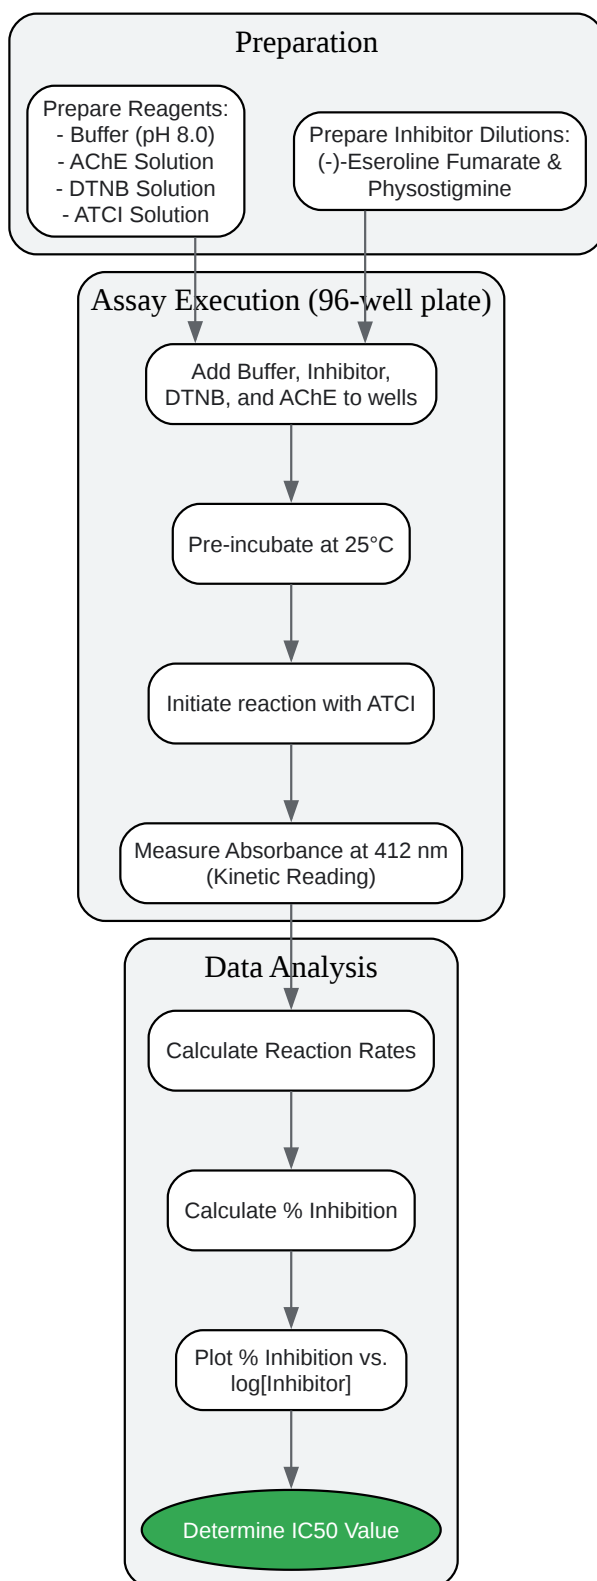 Preparation
Prepare Reagents:
- Buffer (pH 8.0)
- AChE Solution
- DTNB Solution
- ATCI Solution
Prepare Inhibitor Dilutions:
(-)-Eseroline Fumarate &
Physostigmine
Assay Execution (96-well plate)
Add Buffer, Inhibitor,
DTNB, and AChE to wells
Pre-incubate at 25°C
Initiate reaction with ATCI
Measure Absorbance at 412 nm
(Kinetic Reading)
Data Analysis
Calculate Reaction Rates
Calculate % Inhibition
Plot % Inhibition vs.
log[Inhibitor]
Determine IC50 Value